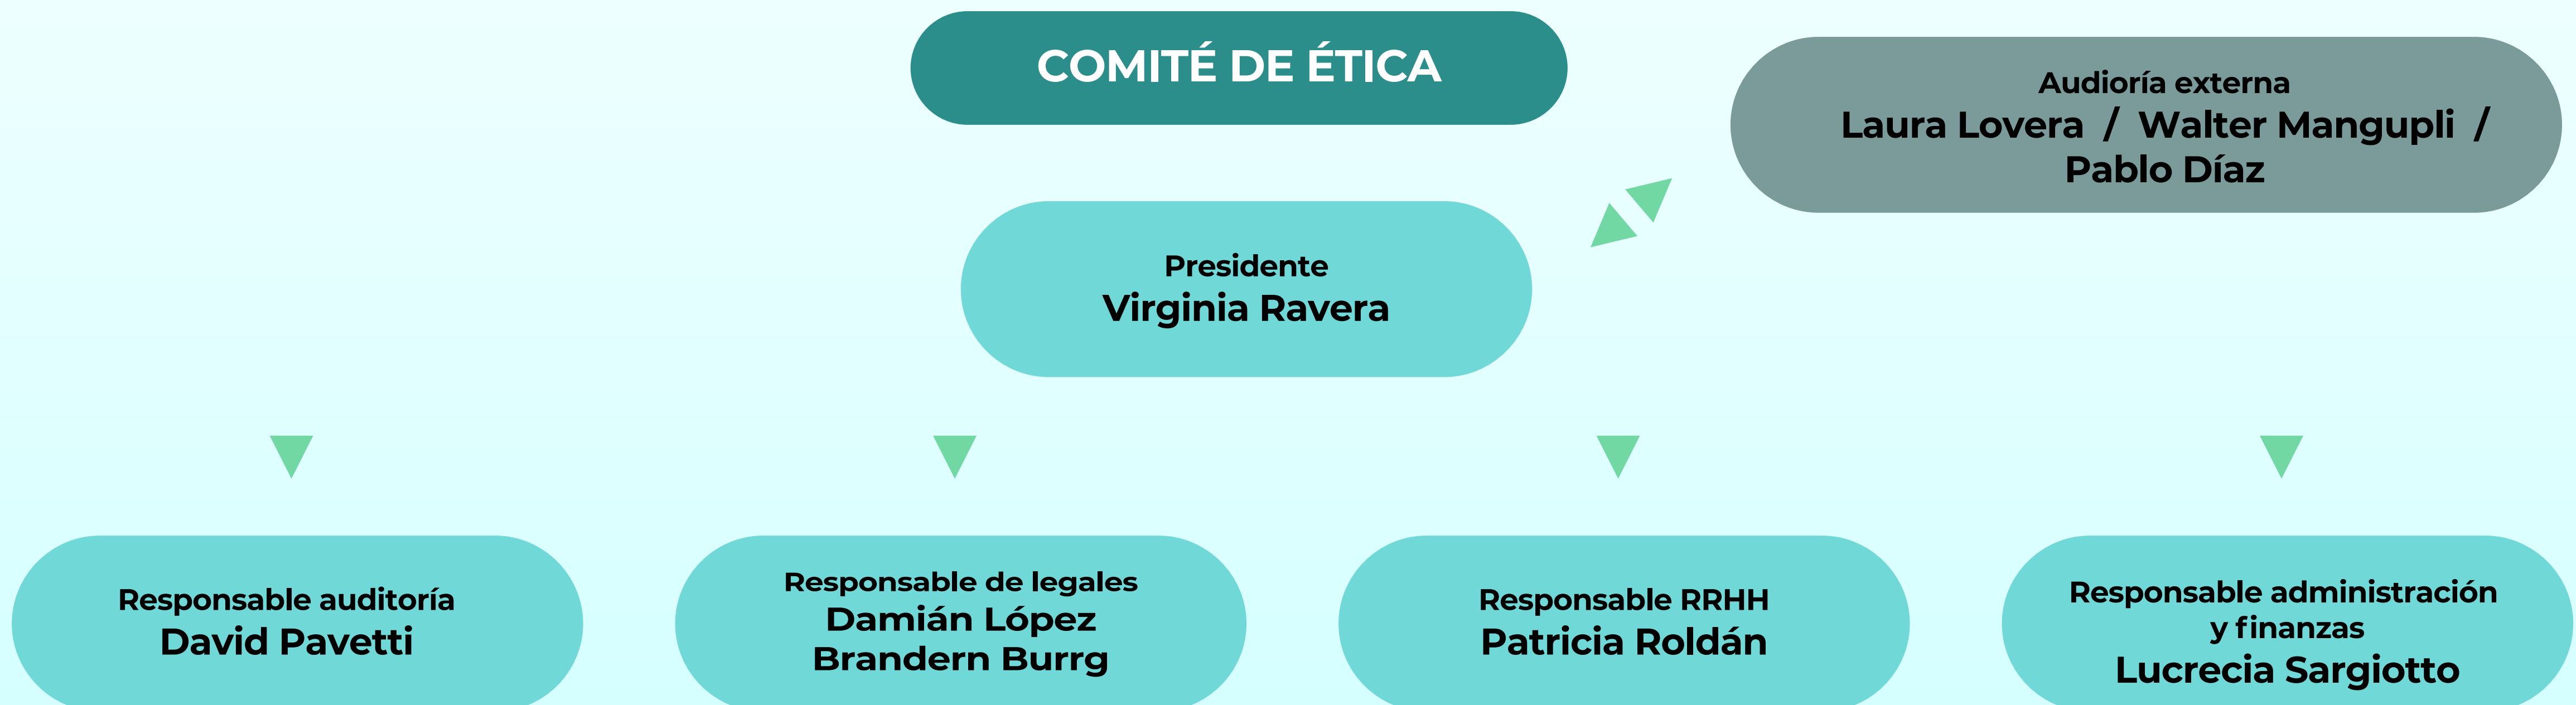 COMITÉ DE ÉTICA
Audioría externa
Laura Lovera / Walter Mangupli /
Pablo Díaz
Presidente
Virginia Ravera
Responsable auditoría
David Pavetti
Responsable de legales
Damián López
Brandern Burrg
Responsable RRHH
Patricia Roldán
Responsable administración
y finanzas
Lucrecia Sargiotto